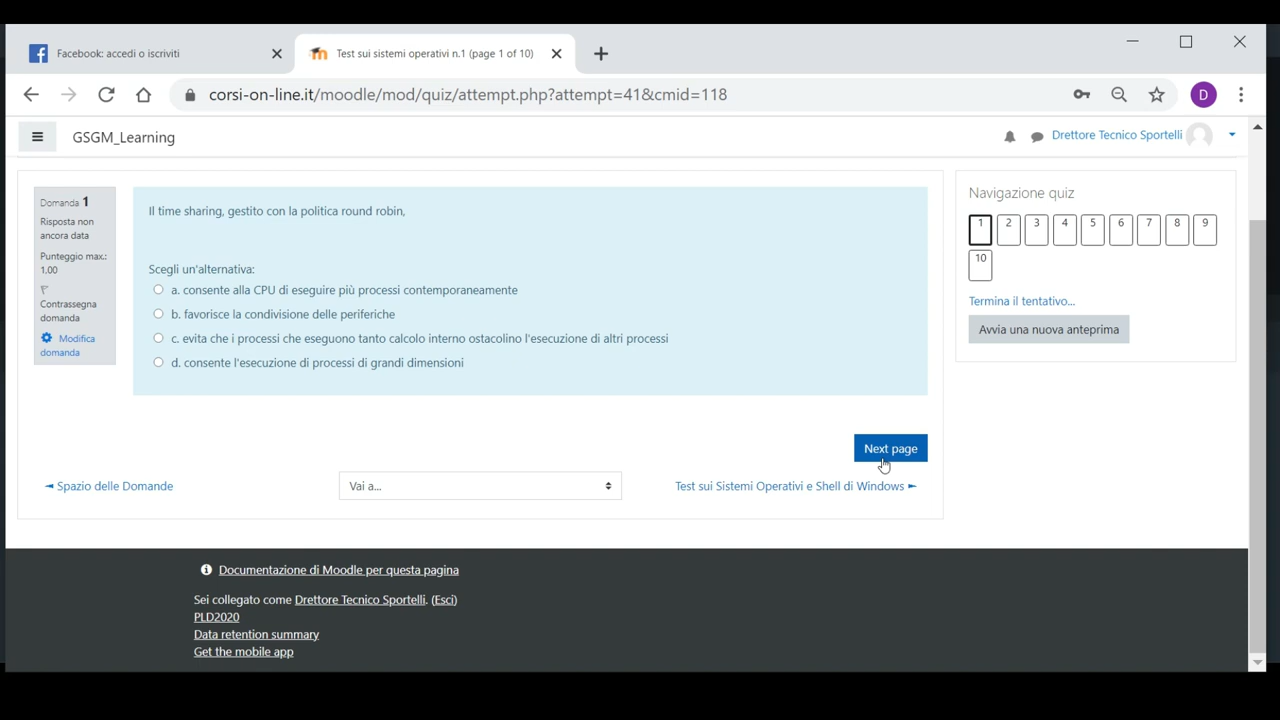 Facebook: accedi o iscriviti
Test sui sistemi operativi n.1 (page 1 of 10)
corsi-on-line.it/moodle/mod/quiz/attempt.php?attempt=41&cmid=118
D
GSGM_Learning
Drettore Tecnico Sportelli
Domanda 1
Risposta non
ancora data
Punteggio max.:
1,00
Contrassegna
domanda
Modifica
domanda
Il time sharing, gestito con la politica round robin,
Scegli un'alternativa:
a. consente alla CPU di eseguire più processi contemporaneamente
b. favorisce la condivisione delle periferiche
c. evita che i processi che eseguono tanto calcolo interno ostacolino l'esecuzione di altri processi
d. consente l'esecuzione di processi di grandi dimensioni
Next page
◄ Spazio delle Domande
Vai a...
Test sui Sistemi Operativi e Shell di Windows ►
Navigazione quiz
1 2 3 4 5 6 7 8 9
10
Termina il tentativo...
Avvia una nuova anteprima
Documentazione di Moodle per questa pagina
Sei collegato come Drettore Tecnico Sportelli. (Esci)
PLD2020
Data retention summary
Get the mobile app